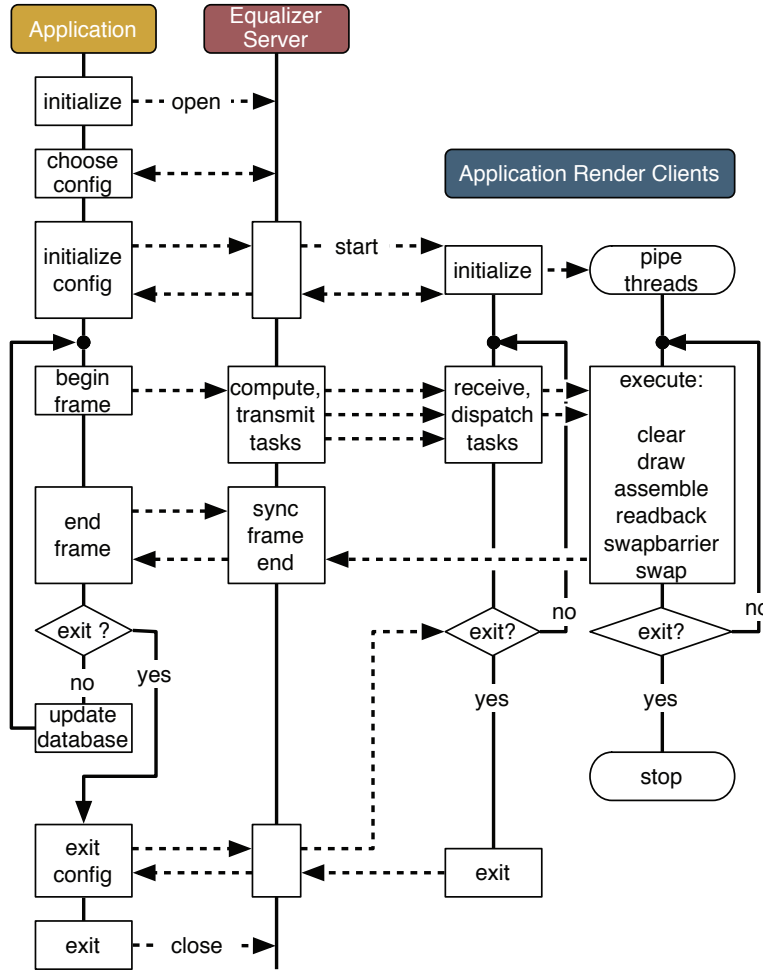 Application
Equalizer
Server
initialize
open
choose
config
Application Render Clients
initialize
config
start
initialize
pipe
threads
begin
frame
compute,
transmit
tasks
receive,
dispatch
tasks
execute:
clear
draw
assemble
readback
swapbarrier
swap
end
frame
sync
frame
end
exit ?
no
yes
update
database
exit?
no
yes
exit?
no
yes
stop
exit
config
exit
exit
close